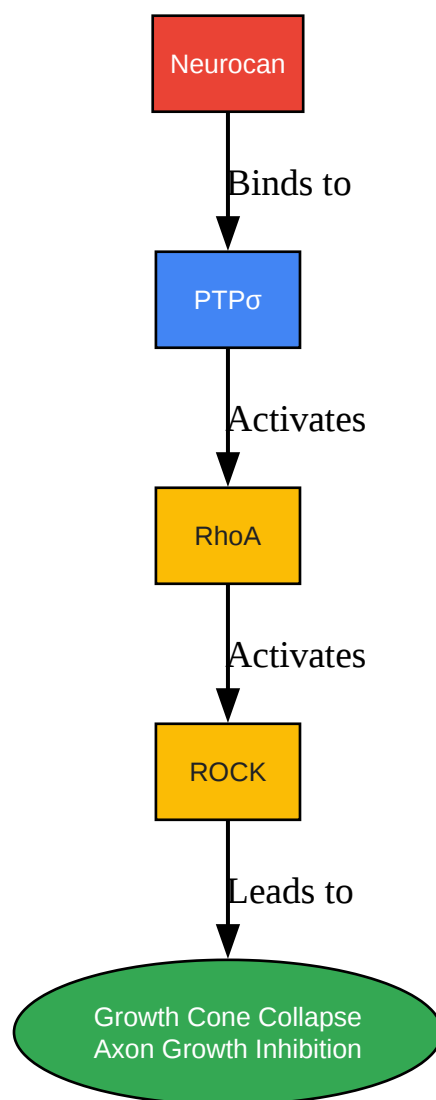 Neurocan
Binds to
PTPσ
Activates
RhoA
Activates
ROCK
Leads to
Growth Cone Collapse
Axon Growth Inhibition